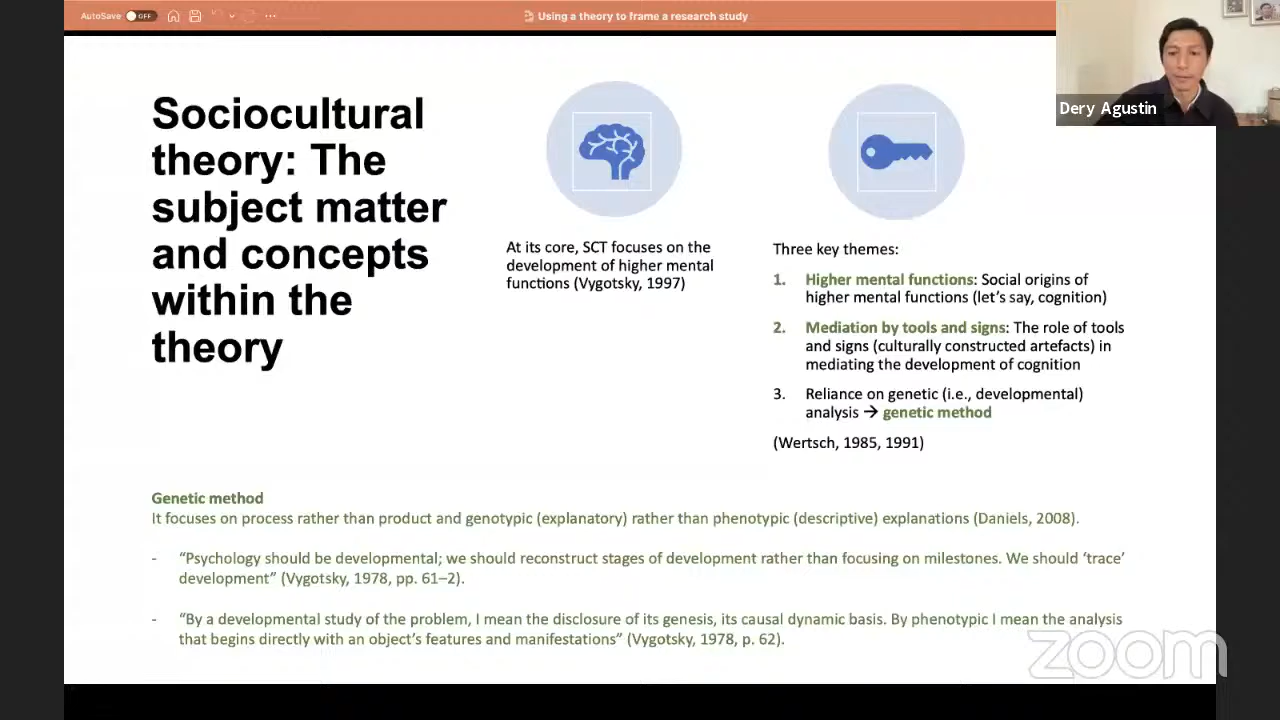 AutoSave OFF
Using a theory to frame a research study
Dery Agustin
Sociocultural
theory: The
subject matter
and concepts
within the
theory
At its core, SCT focuses on the
development of higher mental
functions (Vygotsky, 1997)
Three key themes:
1. Higher mental functions: Social origins of
higher mental functions (let's say, cognition)
2. Mediation by tools and signs: The role of tools
and signs (culturally constructed artefacts) in
mediating the development of cognition
3. Reliance on genetic (i.e., developmental)
analysis → genetic method
(Wertsch, 1985, 1991)
Genetic method
It focuses on process rather than product and genotypic (explanatory) rather than phenotypic (descriptive) explanations (Daniels, 2008).
- “Psychology should be developmental; we should reconstruct stages of development rather than focusing on milestones. We should ‘trace’
development” (Vygotsky, 1978, pp. 61–2).
- “By a developmental study of the problem, I mean the disclosure of its genesis, its causal dynamic basis. By phenotypic I mean the analysis
that begins directly with an object’s features and manifestations” (Vygotsky, 1978, p. 62).
zoom